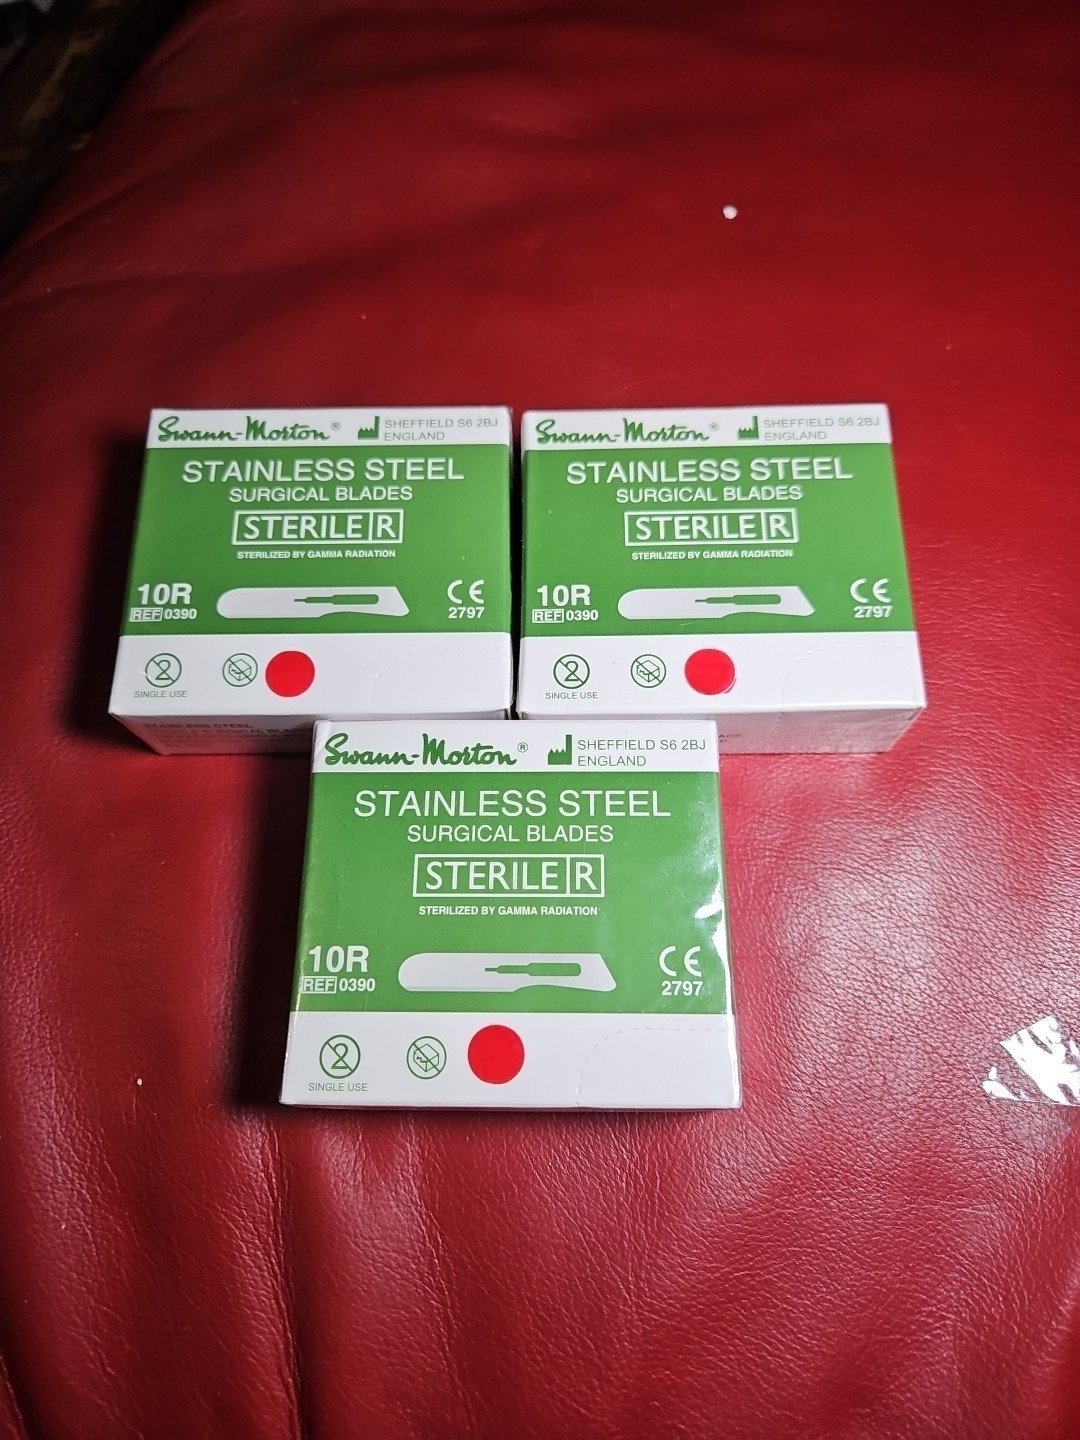 Swann-Morton®
SHEFFIELD S6 2BJ
ENGLAND
STAINLESS STEEL
SURGICAL BLADES
STERILE R
STERILIZED BY GAMMA RADIATION
10R
REF 0390
CE
2797
2
SINGLE USE
STAINLESS STEEL
Swann-Morton®
SHEFFIELD S6 2BJ
ENGLAND
STAINLESS STEEL
SURGICAL BLADES
STERILE R
STERILIZED BY GAMMA RADIATION
10R
REF 0390
CE
2797
2
SINGLE USE
Swann-Morton®
SHEFFIELD S6 2BJ
ENGLAND
STAINLESS STEEL
SURGICAL BLADES
STERILE R
STERILIZED BY GAMMA RADIATION
10R
REF 0390
CE
2797
2
SINGLE USE